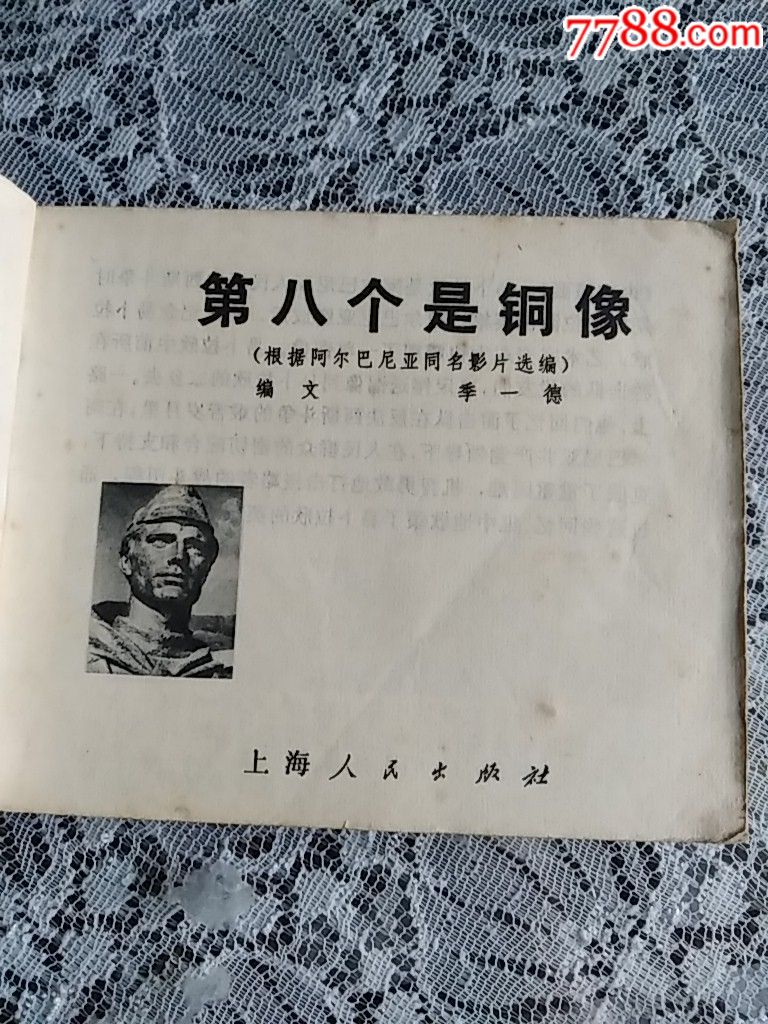 7788.com
第八个是铜像
(根据阿尔巴尼亚同名影片选编)
编文 季一德
上海人民出版社